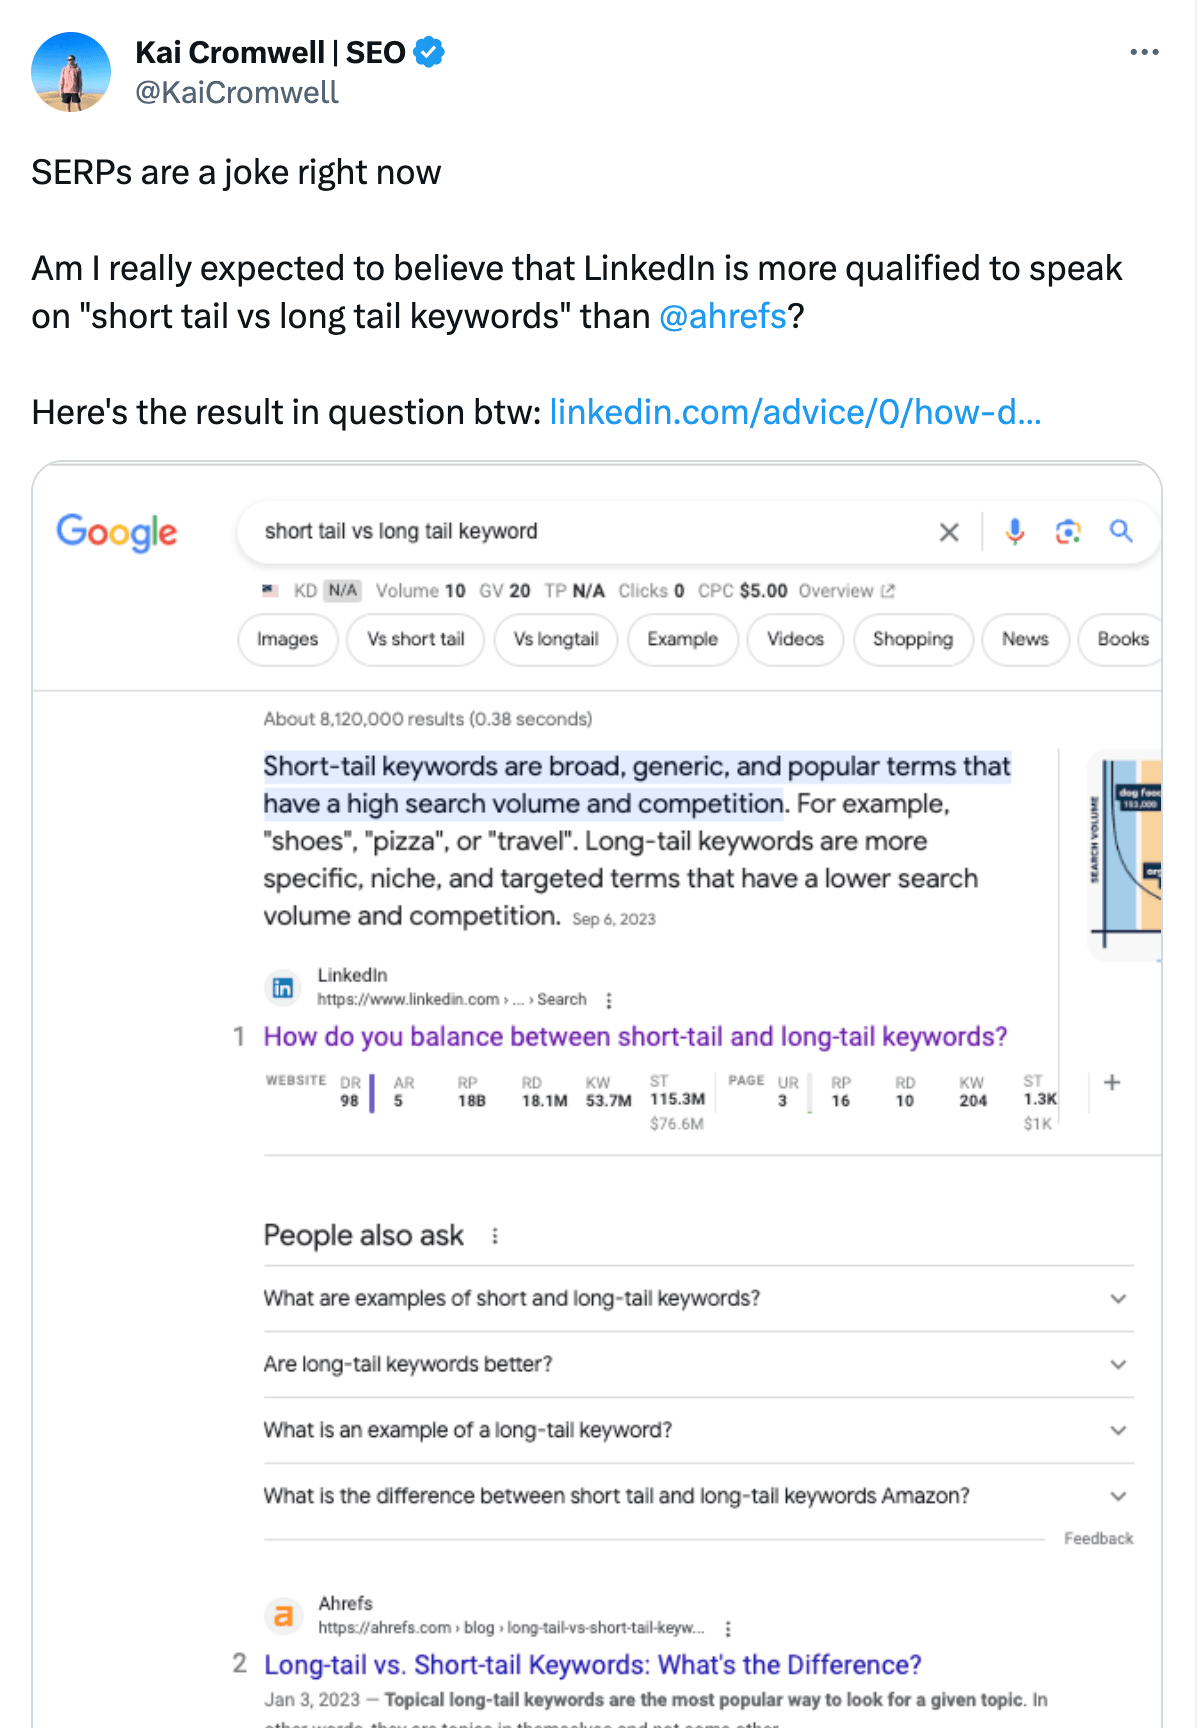 Kai Cromwell | SEO
@KaiCromwell
SERPs are a joke right now
Am I really expected to believe that LinkedIn is more qualified to speak
on "short tail vs long tail keywords" than @ahrefs?
Here's the result in question btw: linkedin.com/advice/0/how-d...
Google
short tail vs long tail keyword
KD N/A Volume 10 GV 20 TP N/A Clicks 0 CPC $5.00 Overview
Images Vs short tail Vs longtail Example Videos Shopping News Books
About 8,120,000 results (0.38 seconds)
Short-tail keywords are broad, generic, and popular terms that
have a high search volume and competition. For example,
"shoes", "pizza", or "travel". Long-tail keywords are more
specific, niche, and targeted terms that have a lower search
volume and competition. Sep 6, 2023
SEARCH VOLUME
dog food
193,000
in
LinkedIn
https://www.linkedin.com › ... › Search
1 How do you balance between short-tail and long-tail keywords?
WEBSITE DR AR RP RD KW ST PAGE UR RP RD KW ST
98 5 18B 18.1M 53.7M 115.3M 3 16 10 204 1.3K
$76.6M $1K
People also ask
What are examples of short and long-tail keywords?
Are long-tail keywords better?
What is an example of a long-tail keyword?
What is the difference between short tail and long-tail keywords Amazon?
Feedback
a
Ahrefs
https://ahrefs.com › blog › long-tail-vs-short-tail-keyw...
2 Long-tail vs. Short-tail Keywords: What's the Difference?
Jan 3, 2023 — Topical long-tail keywords are the most popular way to look for a given topic. In